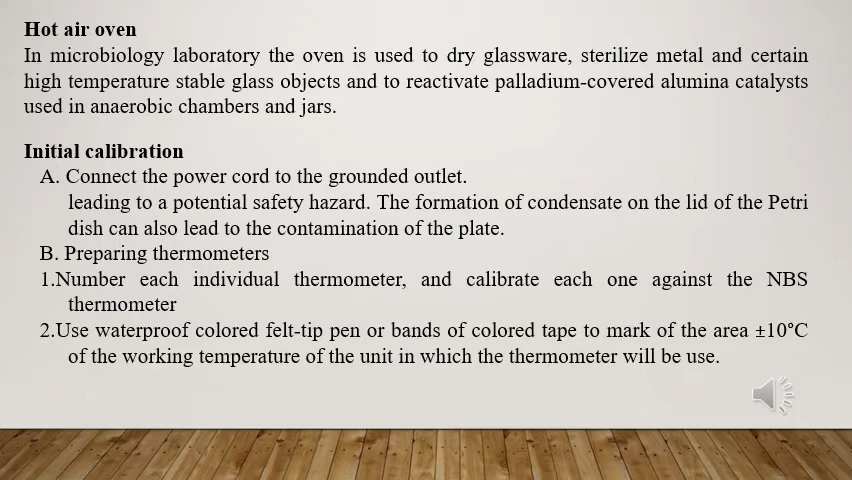 Hot air oven
In microbiology laboratory the oven is used to dry glassware, sterilize metal and certain
high temperature stable glass objects and to reactivate palladium-covered alumina catalysts
used in anaerobic chambers and jars.
Initial calibration
A. Connect the power cord to the grounded outlet.
leading to a potential safety hazard. The formation of condensate on the lid of the Petri
dish can also lead to the contamination of the plate.
B. Preparing thermometers
1.Number each individual thermometer, and calibrate each one against the NBS
thermometer
2.Use waterproof colored felt-tip pen or bands of colored tape to mark of the area ±10°C
of the working temperature of the unit in which the thermometer will be use.